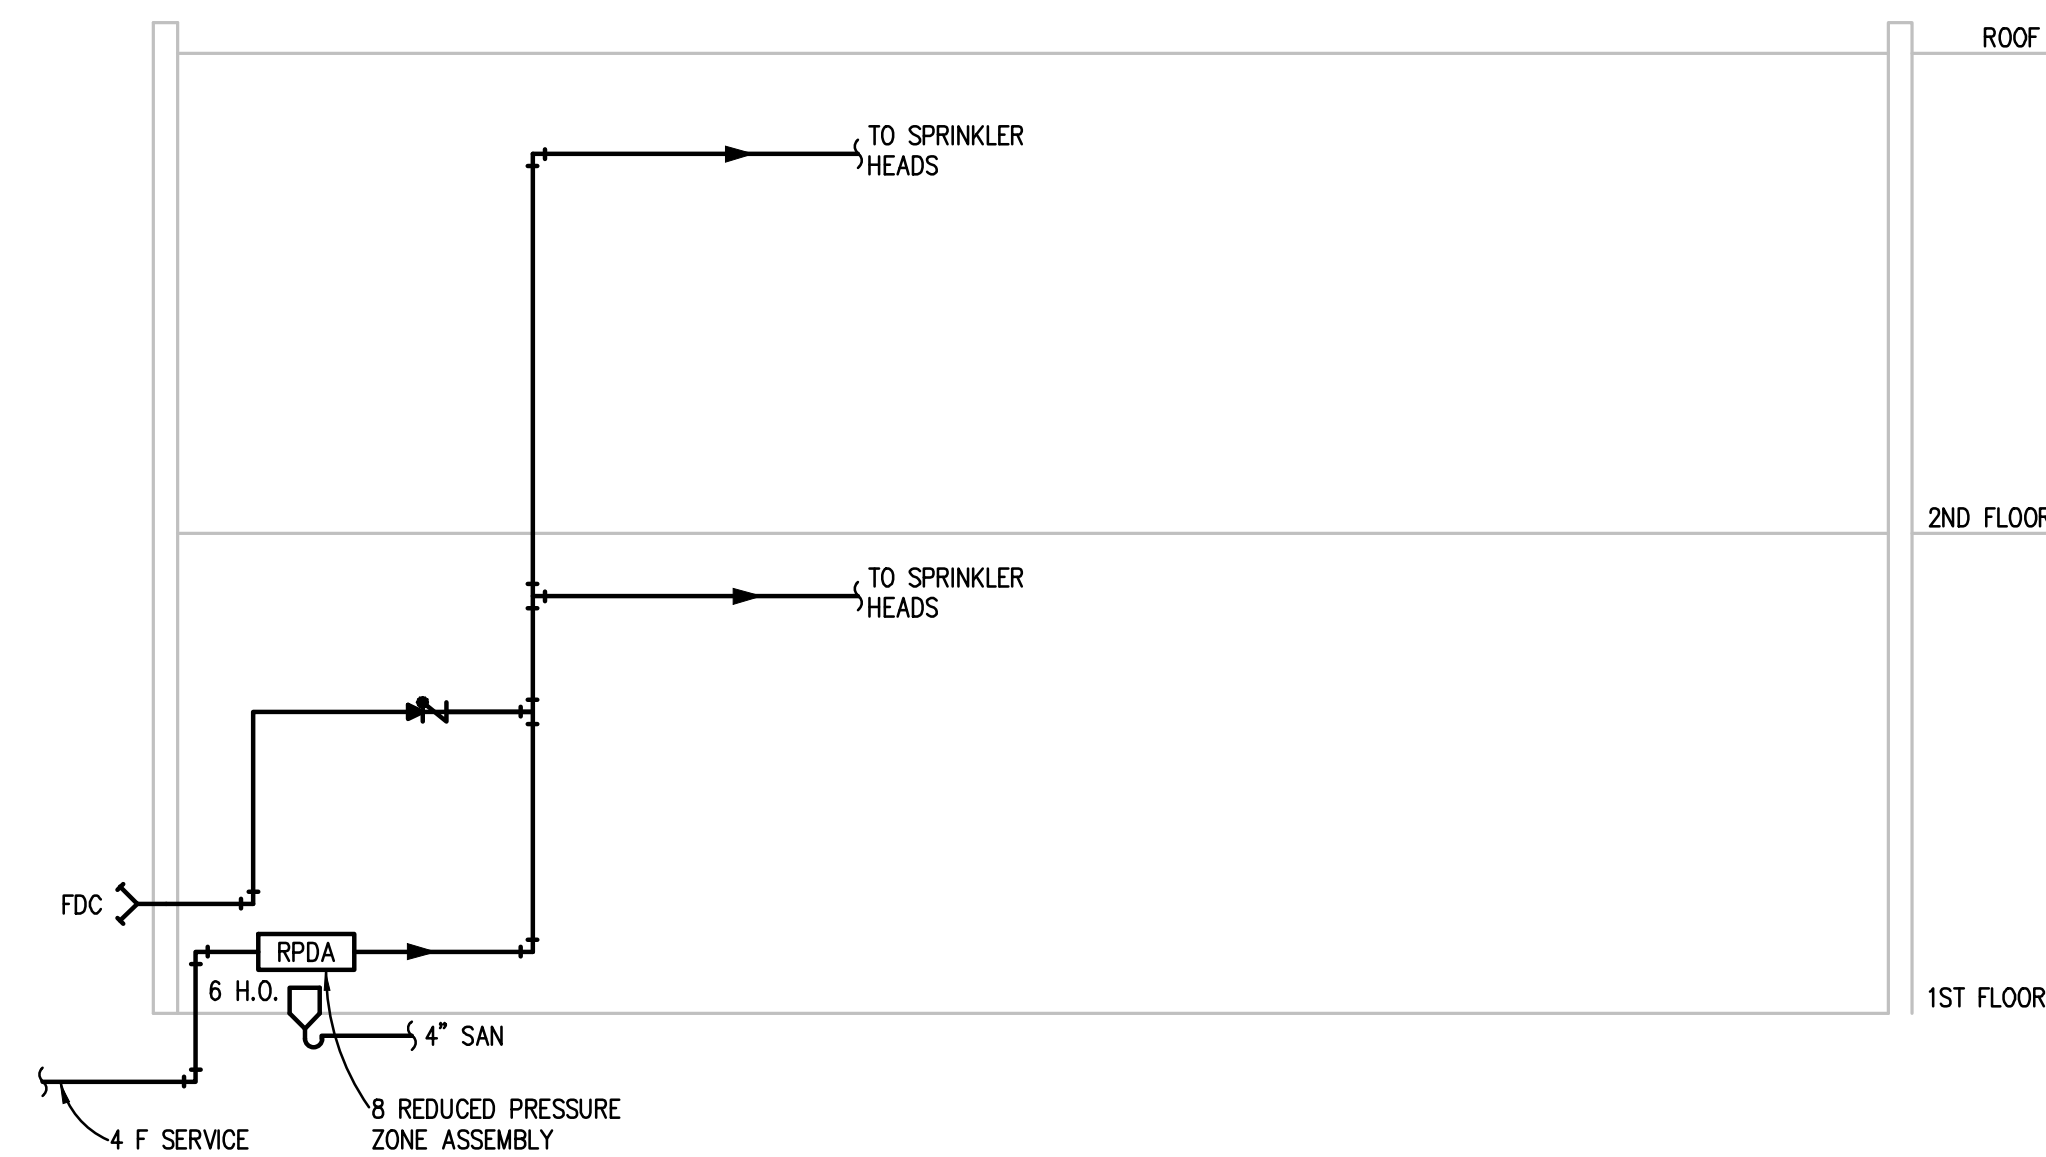 ROOF
TO SPRINKLER
HEADS
2ND FLOOR
TO SPRINKLER
HEADS
FDC
RPDA
6 H.O.
1ST FLOOR
4" SAN
8 REDUCED PRESSURE
ZONE ASSEMBLY
4 F SERVICE